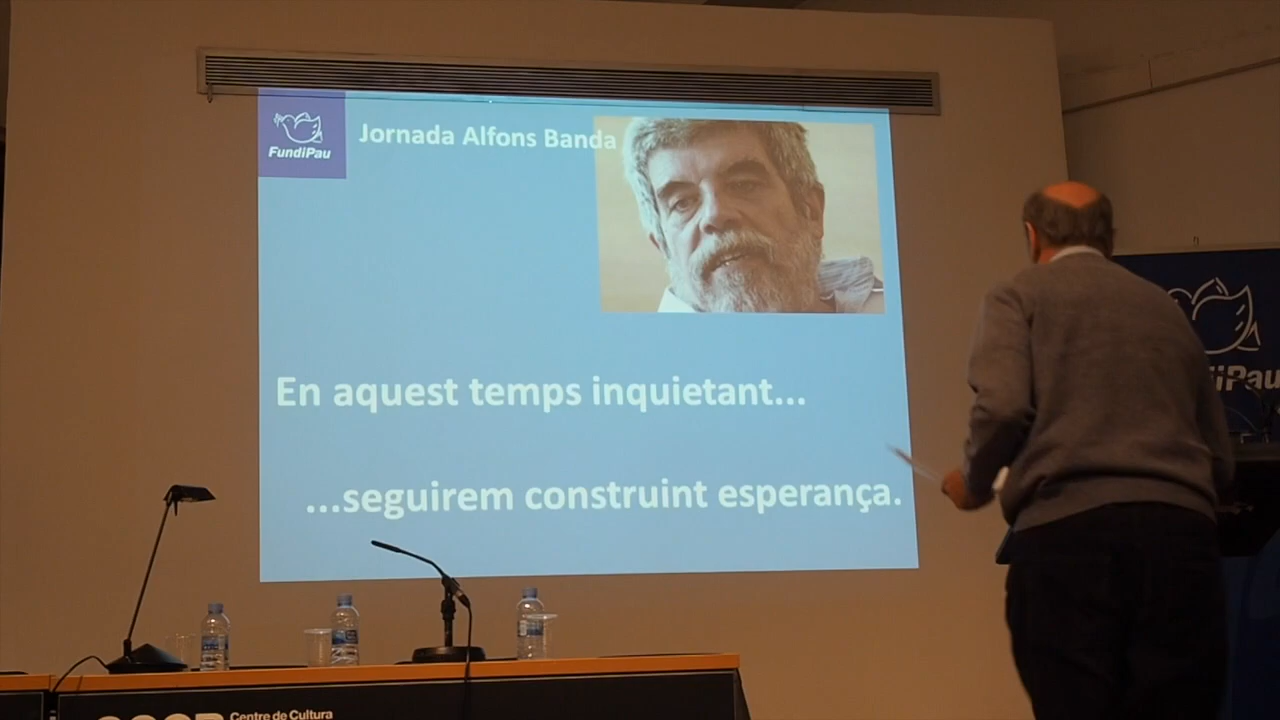 FundiPau
Jornada Alfons Banda
En aquest temps inquietant...
...seguirem construint esperança.
Centre de Cultura